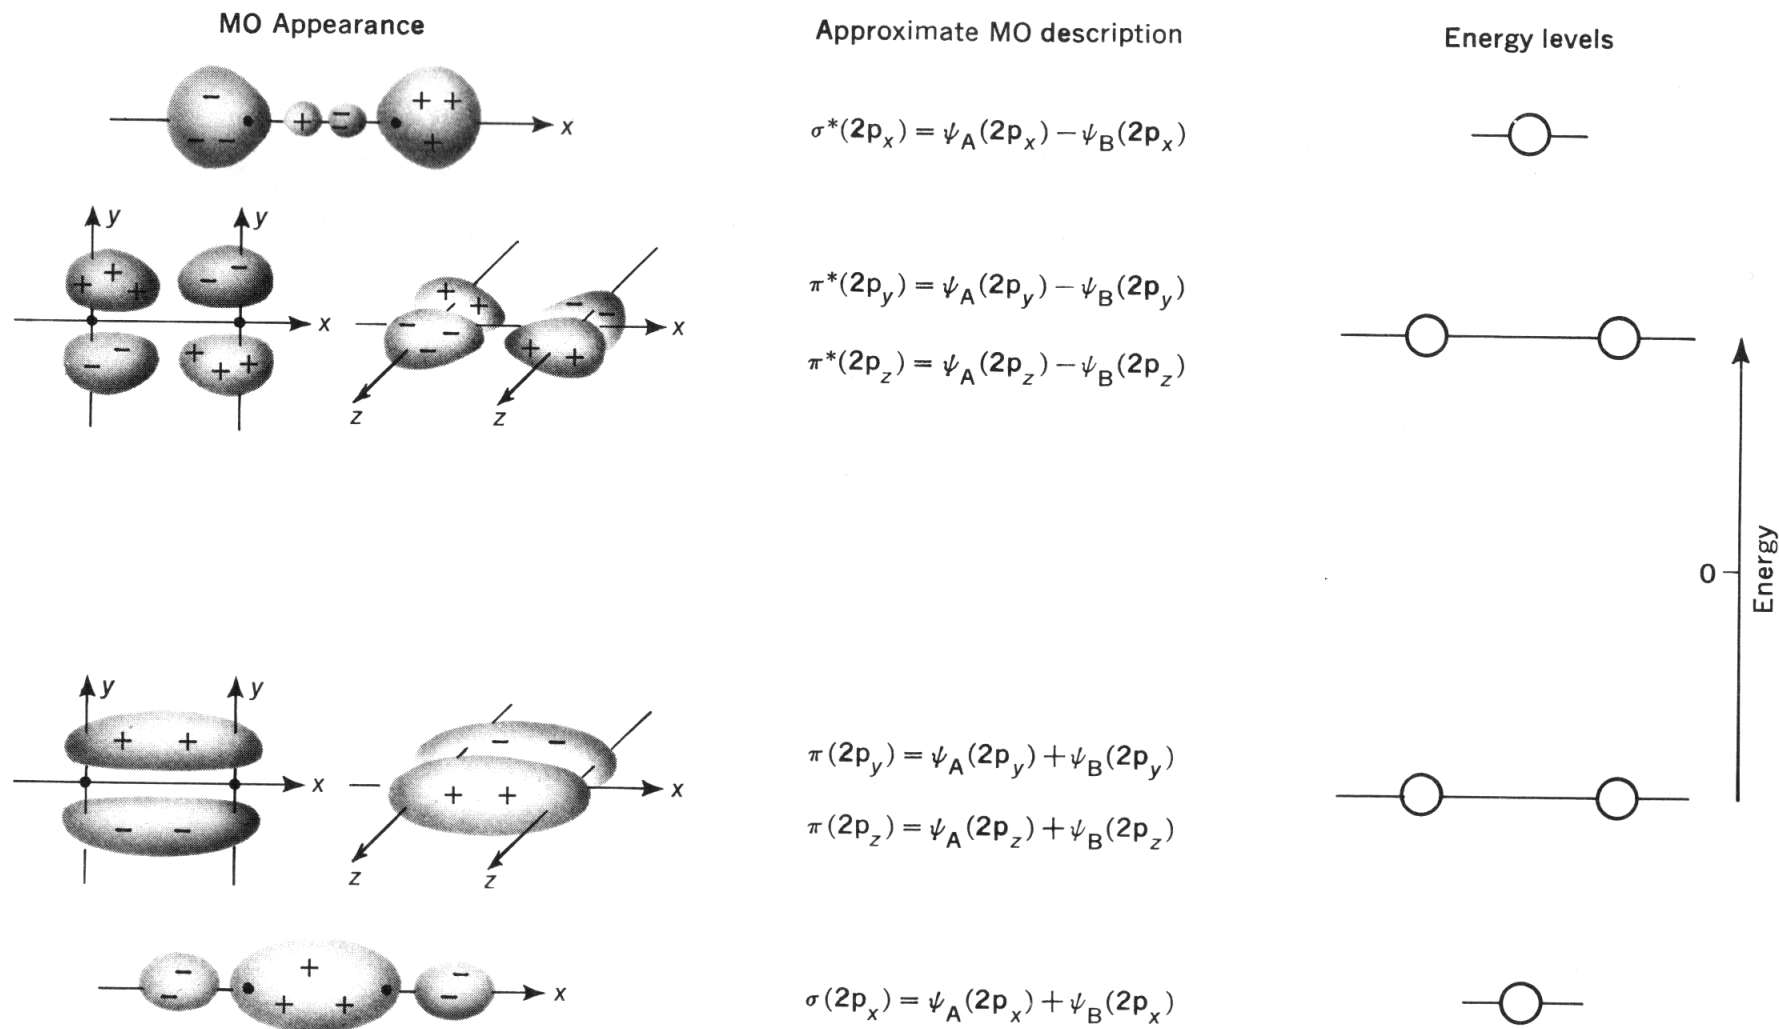 MO Appearance
Approximate MO description
Energy levels
− − − + − + + + x
σ*(2pₓ) = ψ_A(2pₓ) − ψ_B(2pₓ)
y y
+ + + − − x
− − + + +
+ + − − x
− − − + +
z z
π*(2p_y) = ψ_A(2p_y) − ψ_B(2p_y)
π*(2p_z) = ψ_A(2p_z) − ψ_B(2p_z)
0
Energy
y y
+ + x
− −
− − x
+ +
z z
π(2p_y) = ψ_A(2p_y) + ψ_B(2p_y)
π(2p_z) = ψ_A(2p_z) + ψ_B(2p_z)
− − + + + − − x
σ(2pₓ) = ψ_A(2pₓ) + ψ_B(2pₓ)